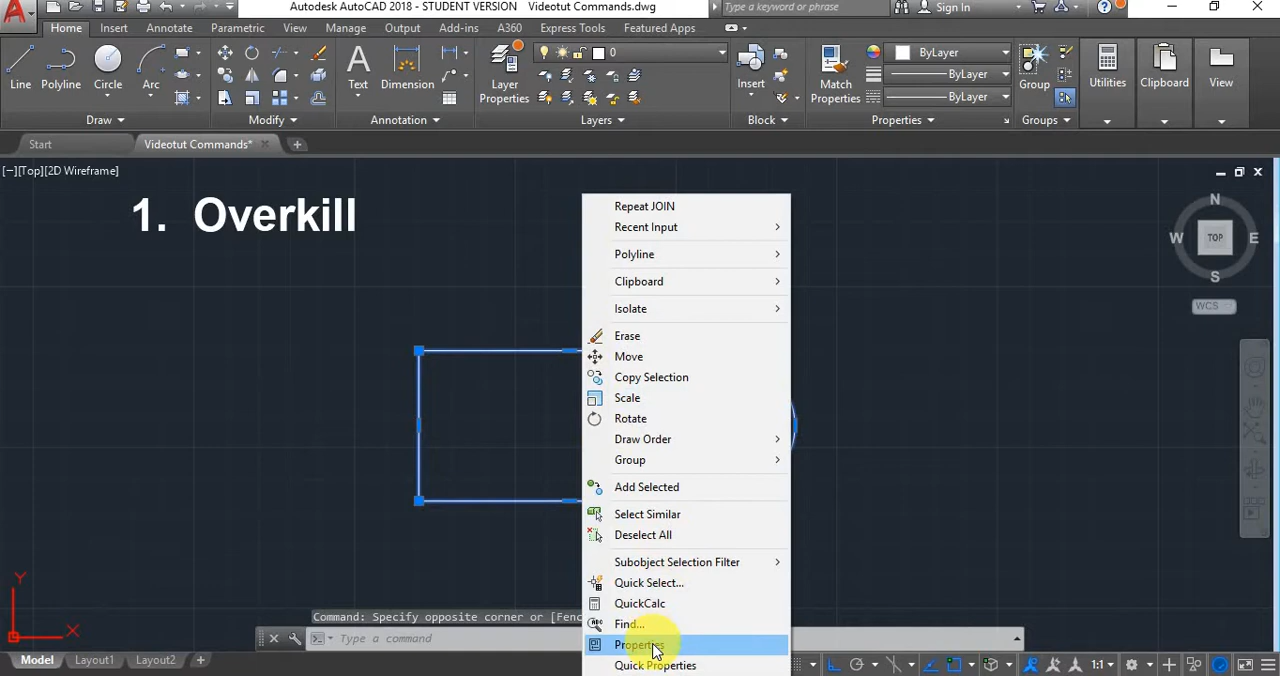 Autodesk AutoCAD 2018 - STUDENT VERSION Videotut Commands.dwg
Type a keyword or phrase
Sign In
Home Insert Annotate Parametric View Manage Output Add-ins A360 Express Tools Featured Apps
0
ByLayer
ByLayer
ByLayer
Line Polyline Circle Arc Text Dimension Layer Properties Insert Match Properties Group Utilities Clipboard View
Draw Modify Annotation Layers Block Properties Groups
Start Videotut Commands*
[−][Top][2D Wireframe]
1. Overkill
N
W TOP E
S
WCS
Repeat JOIN
Recent Input
Polyline
Clipboard
Isolate
Erase
Move
Copy Selection
Scale
Rotate
Draw Order
Group
Add Selected
Select Similar
Deselect All
Subobject Selection Filter
Quick Select...
QuickCalc
Find...
Properties
Quick Properties
Y
X
Command: Specify opposite corner or [Fenc
Type a command
Model Layout1 Layout2
1:1